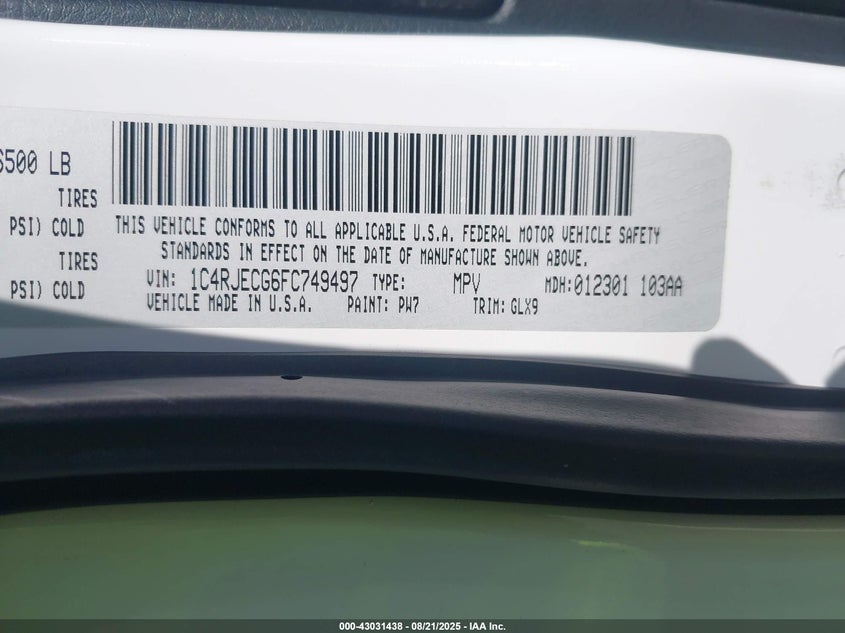 6500 LB
TIRES
PSI) COLD
TIRES
PSI) COLD
THIS VEHICLE CONFORMS TO ALL APPLICABLE U.S.A. FEDERAL MOTOR VEHICLE SAFETY
STANDARDS IN EFFECT ON THE DATE OF MANUFACTURE SHOWN ABOVE.
VIN: 1C4RJECG6FC749497 TYPE: MPV MDH:012301 103AA
VEHICLE MADE IN U.S.A. PAINT: PW7 TRIM: GLX9
000-43031438 - 08/21/2025 - IAA Inc.